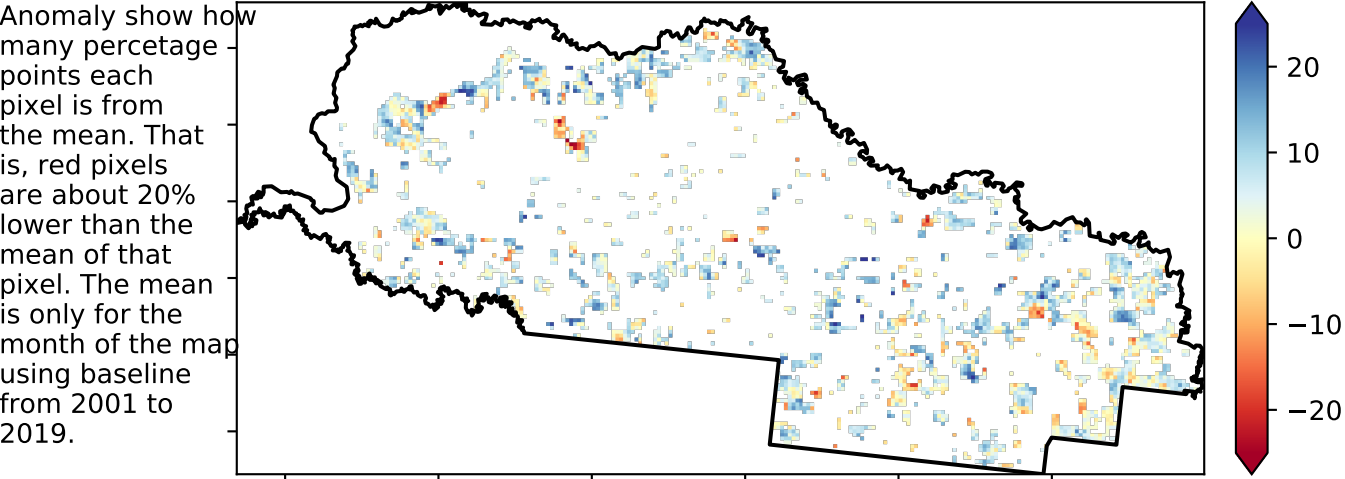 Anomaly show how
many percetage
points each
pixel is from
the mean. That
is, red pixels
are about 20%
lower than the
mean of that
pixel. The mean
is only for the
month of the map
using baseline
from 2001 to
2019.
20
10
0
−10
−20